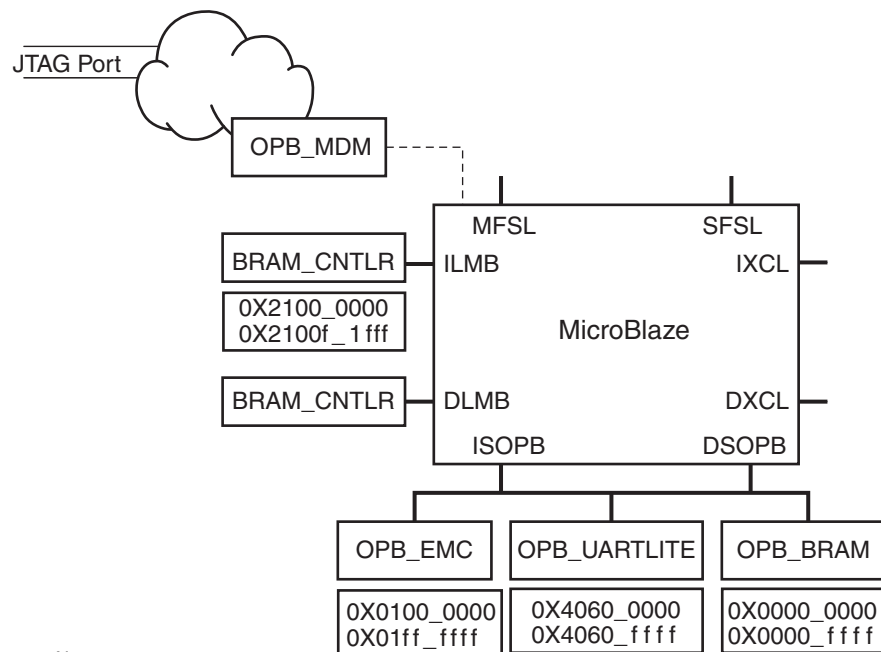 JTAG Port
OPB_MDM
MFSL
SFSL
BRAM_CNTLR
ILMB
IXCL
0X2100_0000
0X2100f_1fff
MicroBlaze
BRAM_CNTLR
DLMB
DXCL
ISOPB
DSOPB
OPB_EMC
OPB_UARTLITE
OPB_BRAM
0X0100_0000
0X01ff_ffff
0X4060_0000
0X4060_ffff
0X0000_0000
0X0000_ffff